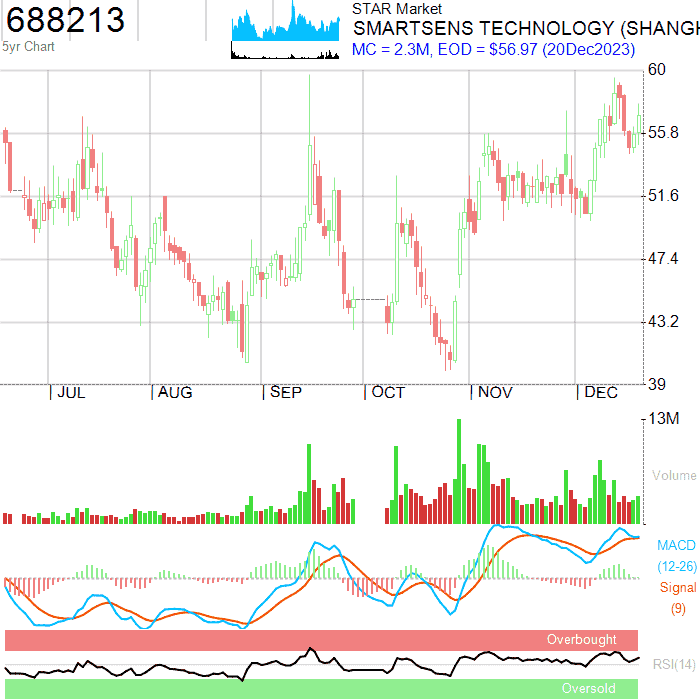 688213
5yr Chart
STAR Market
SMARTSENS TECHNOLOGY (SHANGH
MC = 2.3M, EOD = $56.97 (20Dec2023)
60
55.8
51.6
47.4
43.2
39
JUL AUG SEP OCT NOV DEC
13M
Volume
MACD
(12-26)
Signal
(9)
Overbought
RSI(14)
Oversold